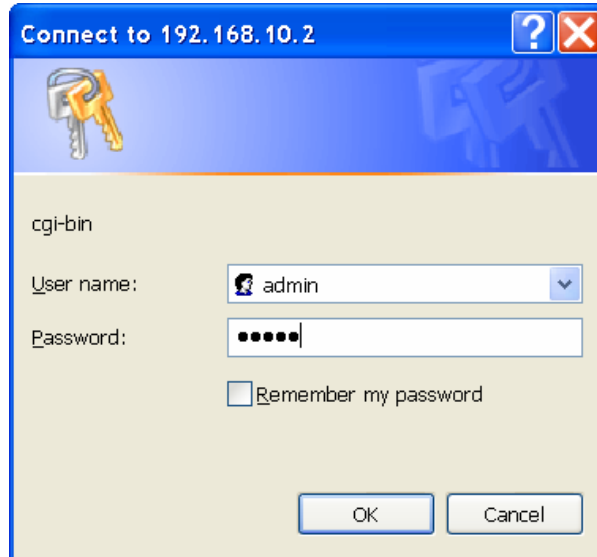 Connect to 192.168.10.2
cgi-bin
User name:
admin
Password:
●●●●●
Remember my password
OK
Cancel